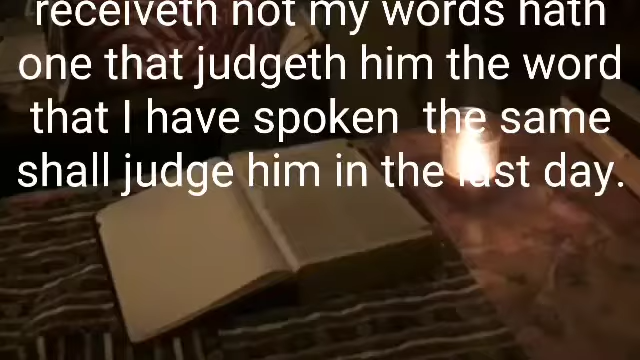 receiveth not my words hath
one that judgeth him the word
that I have spoken the same
shall judge him in the last day.